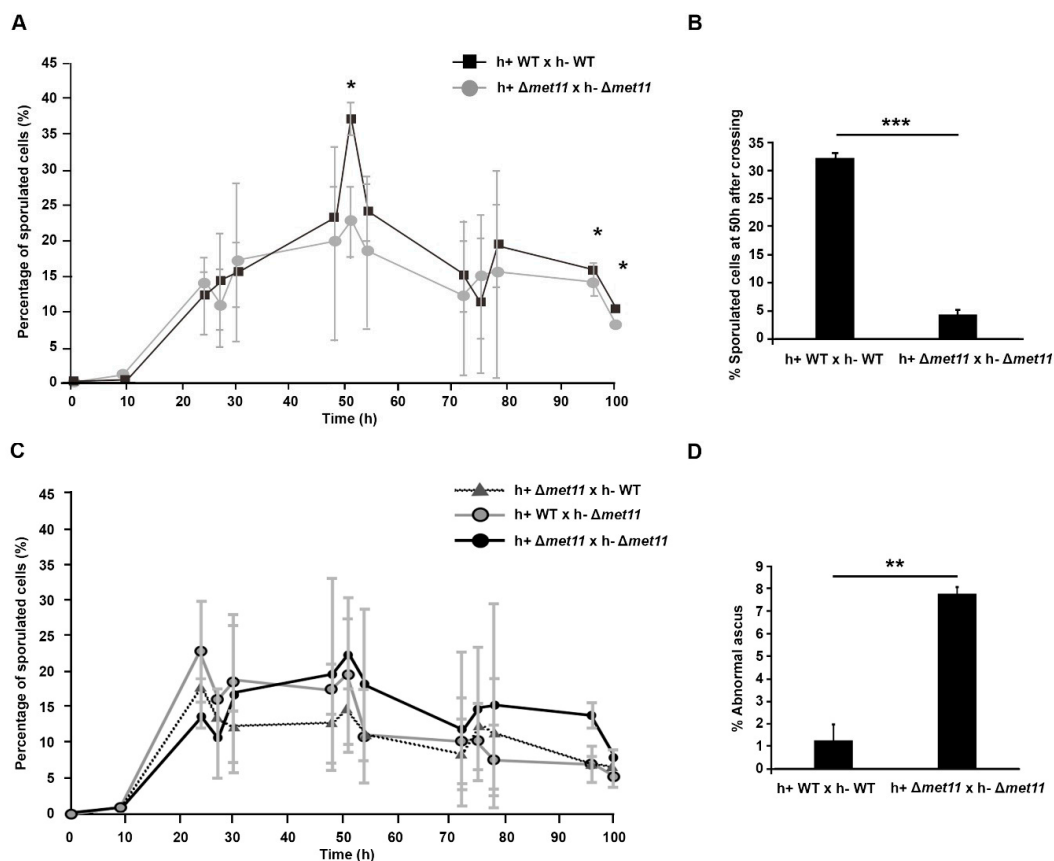 A
45
40
35
30
25
20
15
10
5
0
Percentage of sporulated cells (%)
h+ WT x h- WT
h+ Δmet11 x h- Δmet11
*
*
*
0 10 20 30 40 50 60 70 80 90 100
Time (h)
B
% Sporulated cells at 50h after crossing
35
30
25
20
15
10
5
0
***
h+ WT x h- WT h+ Δmet11 x h- Δmet11
C
45
40
35
30
25
20
15
10
5
0
Percentage of sporulated cells (%)
h+ Δmet11 x h- WT
h+ WT x h- Δmet11
h+ Δmet11 x h- Δmet11
0 10 20 30 40 50 60 70 80 90 100
Time (h)
D
% Abnormal ascus
9
8
7
6
5
4
3
2
1
0
**
h+ WT x h- WT h+ Δmet11 x h- Δmet11